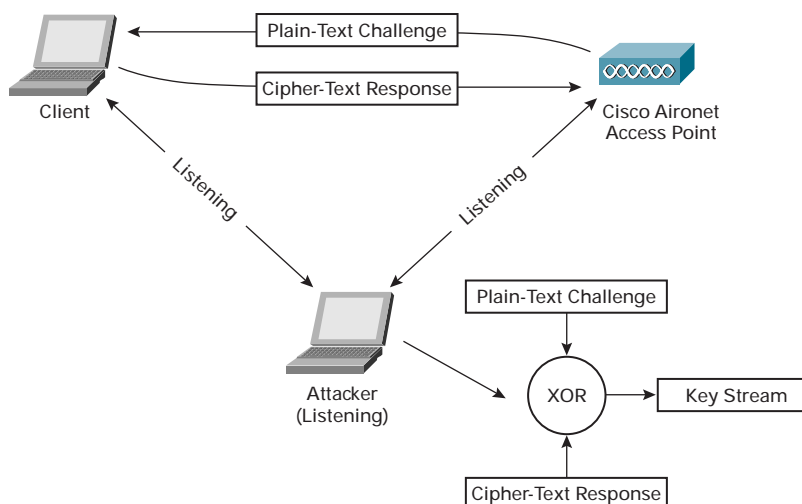 Plain-Text Challenge
Cipher-Text Response
Client
Cisco Aironet
Access Point
Listening
Listening
Plain-Text Challenge
Attacker
(Listening)
XOR
Key Stream
Cipher-Text Response